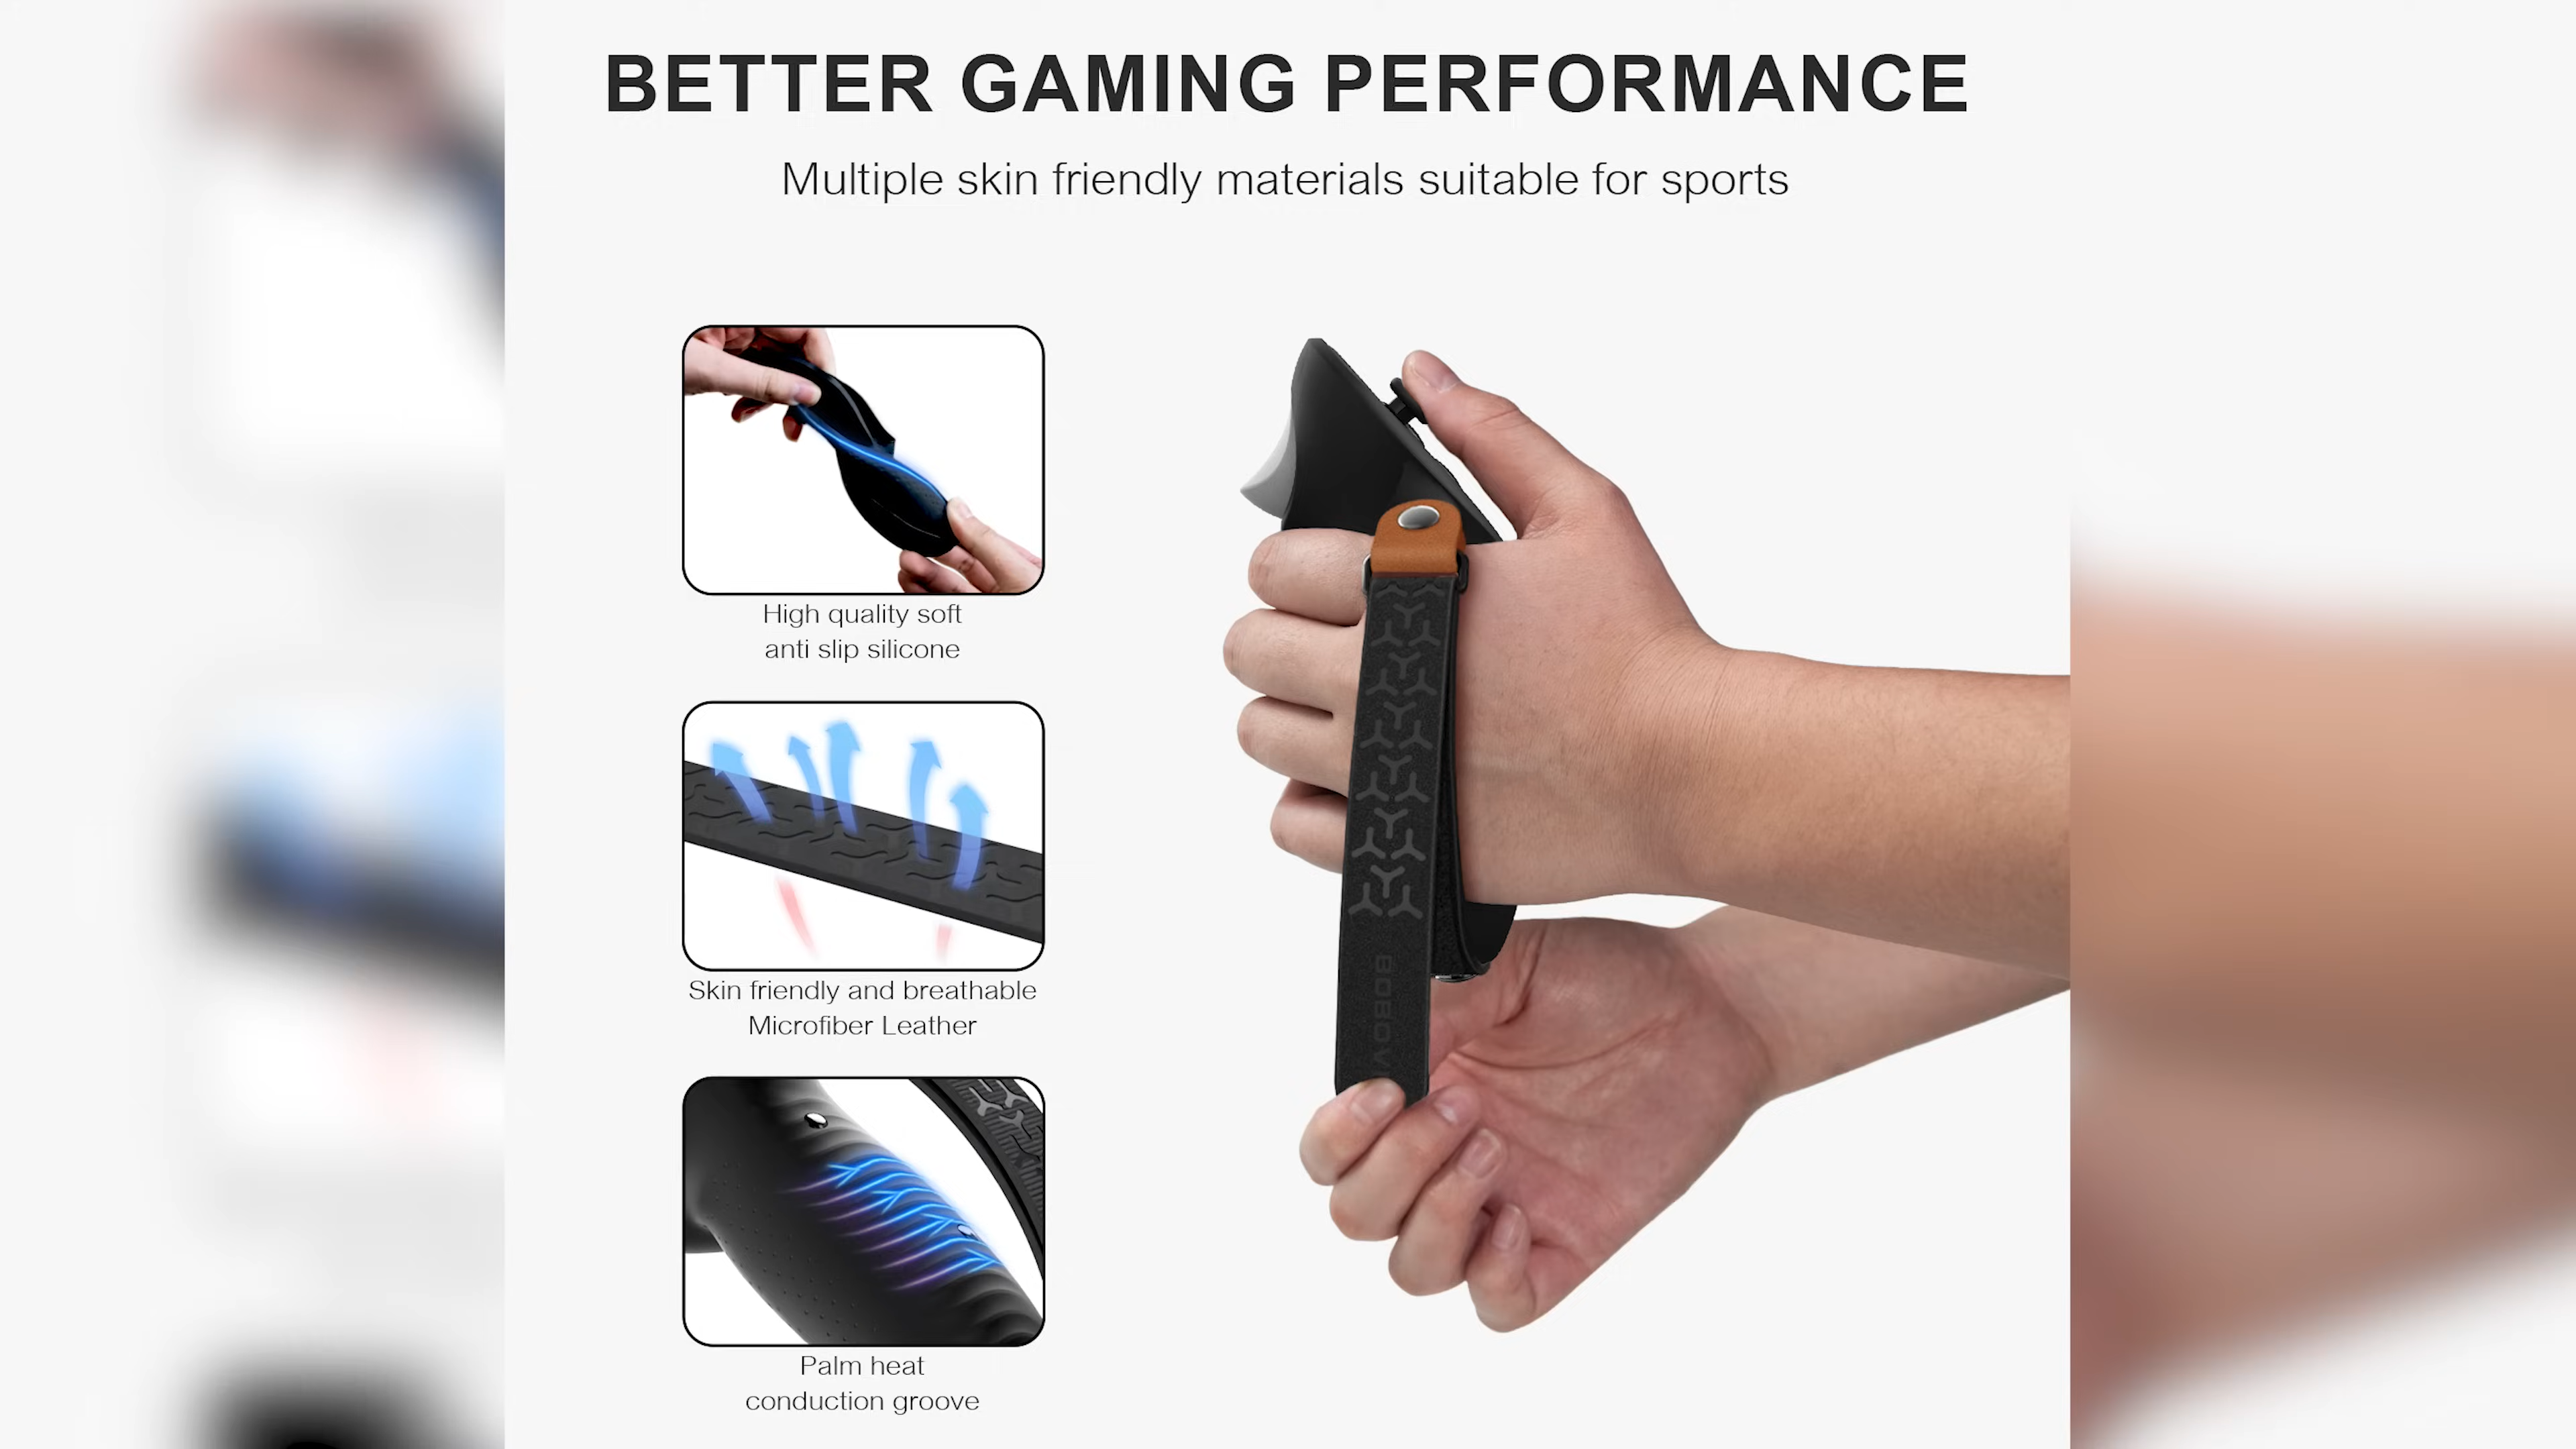 BETTER GAMING PERFORMANCE
Multiple skin friendly materials suitable for sports
High quality soft
anti slip silicone
Skin friendly and breathable
Microfiber Leather
Palm heat
conduction groove